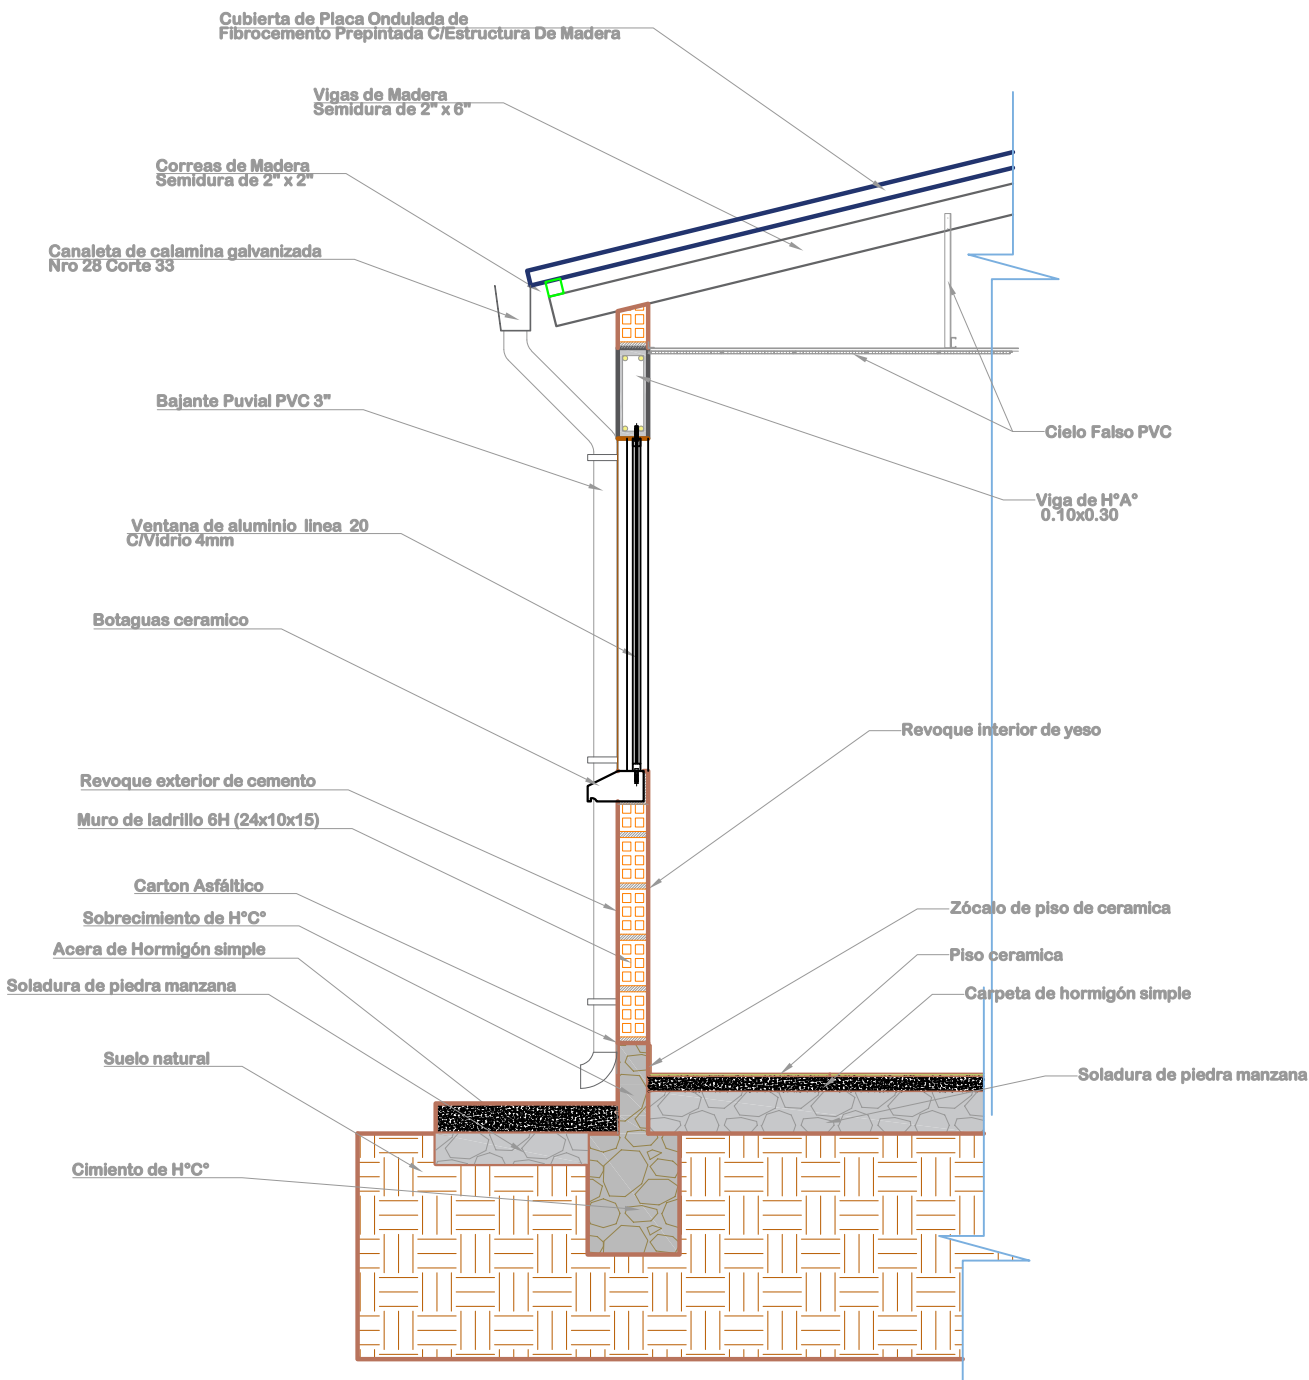 Cubierta de Placa Ondulada de
Fibrocemento Prepintada C/Estructura De Madera
Vigas de Madera
Semidura de 2" x 6"
Correas de Madera
Semidura de 2" x 2"
Canaleta de calamina galvanizada
Nro 28 Corte 33
Bajante Puvial PVC 3"
Cielo Falso PVC
Viga de H°A°
0.10x0.30
Ventana de aluminio linea 20
C/Vidrio 4mm
Botaguas ceramico
Revoque interior de yeso
Revoque exterior de cemento
Muro de ladrillo 6H (24x10x15)
Carton Asfáltico
Zócalo de piso de ceramica
Sobrecimiento de H°C°
Acera de Hormigón simple
Piso ceramica
Soladura de piedra manzana
Carpeta de hormigón simple
Suelo natural
Soladura de piedra manzana
Cimiento de H°C°